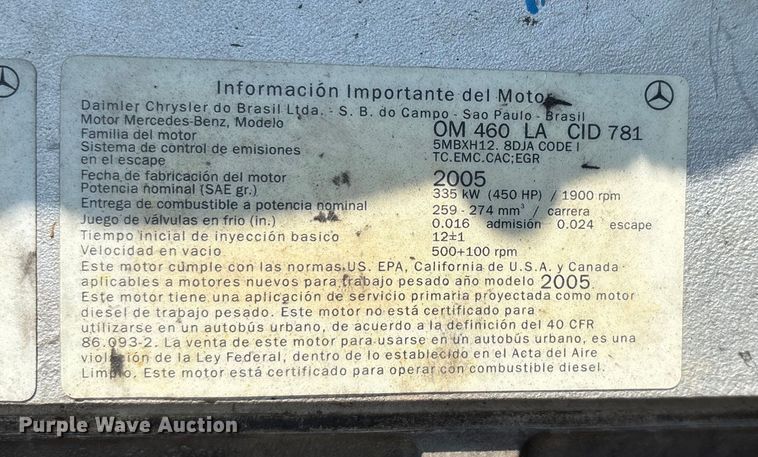 Información Importante del Motor
Daimler Chrysler do Brasil Ltda. - S. B. do Campo - Sao Paulo - Brasil
Motor Mercedes-Benz, Modelo OM 460 LA CID 781
Familia del motor 5MBXH12. 8DJA CODE I
Sistema de control de emisiones TC.EMC.CAC;EGR
en el escape
Fecha de fabricación del motor 2005
Potencia nominal (SAE gr.) 335 kW (450 HP) / 1900 rpm
Entrega de combustible a potencia nominal 259 - 274 mm³ / carrera
Juego de válvulas en frio (in.) 0.016 admisión 0.024 escape
Tiempo inicial de inyección basico 12±1
Velocidad en vacio 500+100 rpm
Este motor cumple con las normas US. EPA, California de U.S.A. y Canada
aplicables a motores nuevos para trabajo pesado año modelo 2005.
Este motor tiene una aplicación de servicio primaria proyectada como motor
diesel de trabajo pesado. Este motor no está certificado para
utilizarse en un autobús urbano, de acuerdo a la definición del 40 CFR
86.093-2. La venta de este motor para usarse en un autobús urbano, es una
violación de la Ley Federal, dentro de lo establecido en el Acta del Aire
Limpio. Este motor está certificado para operar con combustible diesel.
Purple Wave Auction